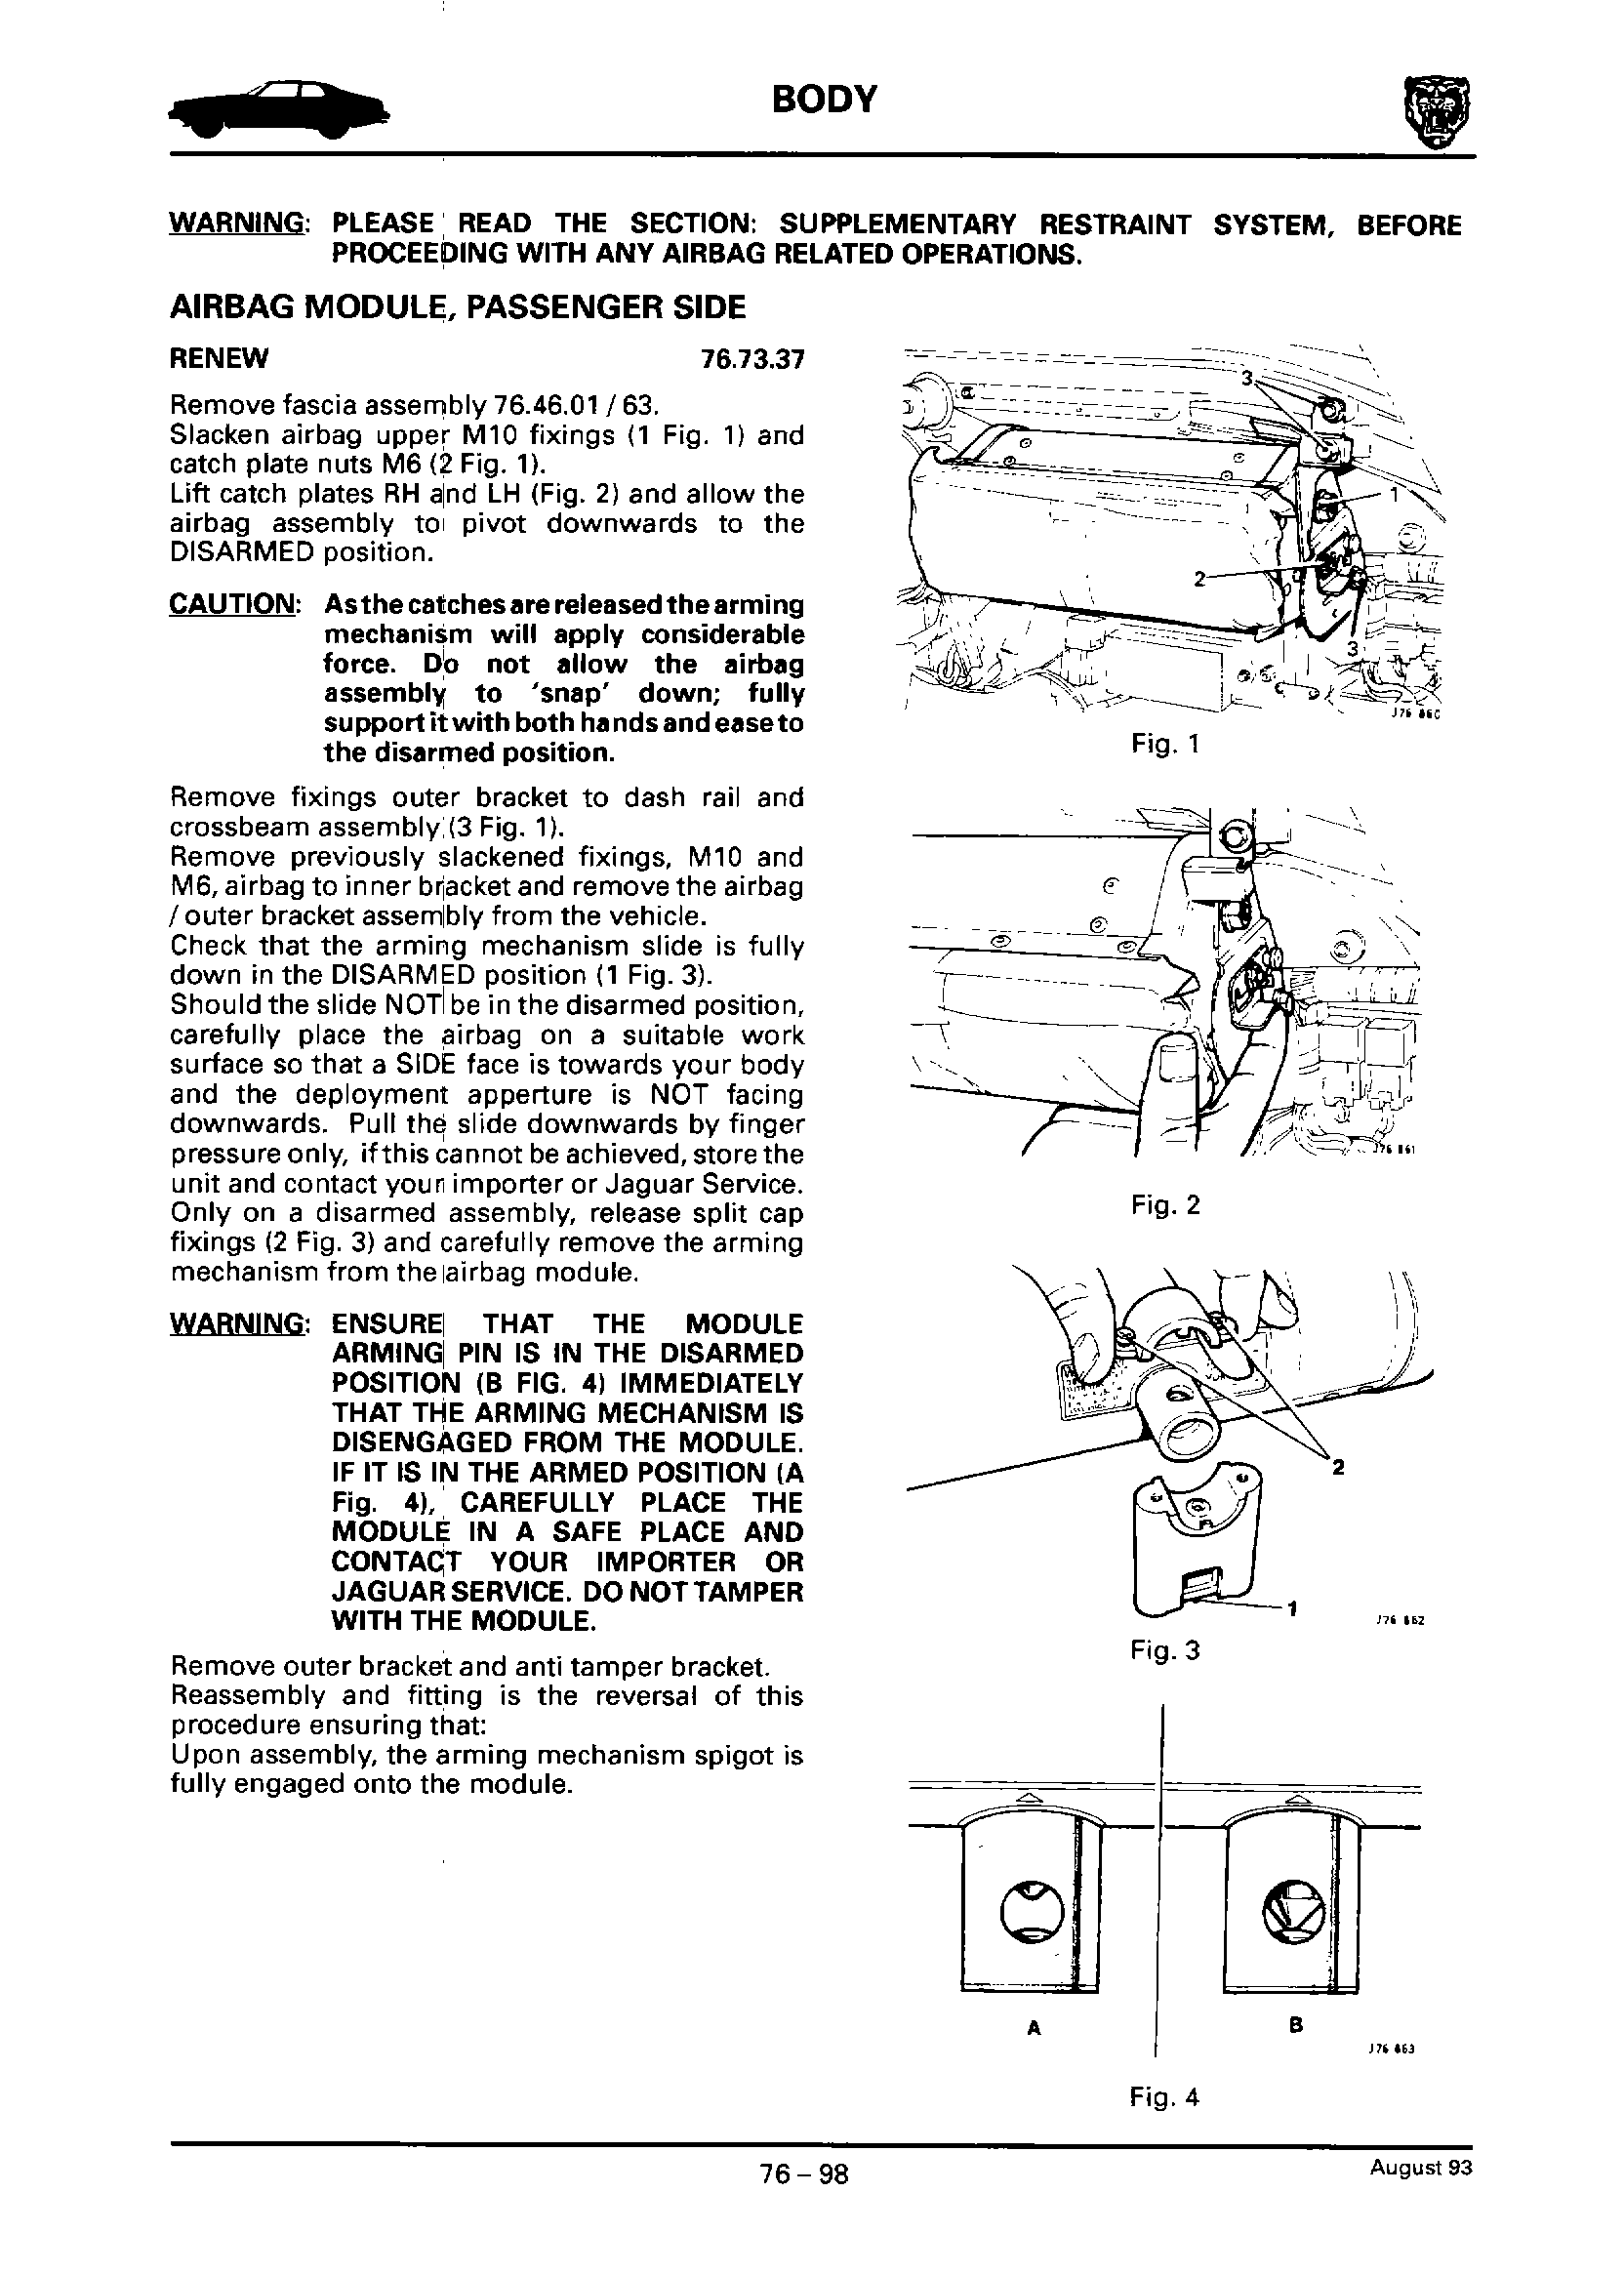 BODY
WARNING: PLEASE READ THE SECTION: SUPPLEMENTARY RESTRAINT SYSTEM, BEFORE
PROCEEDING WITH ANY AIRBAG RELATED OPERATIONS.
AIRBAG MODULE, PASSENGER SIDE
RENEW 76.73.37
Remove fascia assembly 76.46.01 / 63.
Slacken airbag upper M10 fixings (1 Fig. 1) and
catch plate nuts M6 (2 Fig. 1).
Lift catch plates RH and LH (Fig. 2) and allow the
airbag assembly to pivot downwards to the
DISARMED position.
CAUTION: As the catches are released the arming
mechanism will apply considerable
force. Do not allow the airbag
assembly to 'snap' down; fully
support it with both hands and ease to
the disarmed position.
Remove fixings outer bracket to dash rail and
crossbeam assembly (3 Fig. 1).
Remove previously slackened fixings, M10 and
M6, airbag to inner bracket and remove the airbag
/ outer bracket assembly from the vehicle.
Check that the arming mechanism slide is fully
down in the DISARMED position (1 Fig. 3).
Should the slide NOT be in the disarmed position,
carefully place the airbag on a suitable work
surface so that a SIDE face is towards your body
and the deployment apperture is NOT facing
downwards. Pull the slide downwards by finger
pressure only, if this cannot be achieved, store the
unit and contact your importer or Jaguar Service.
Only on a disarmed assembly, release split cap
fixings (2 Fig. 3) and carefully remove the arming
mechanism from the airbag module.
WARNING: ENSURE THAT THE MODULE
ARMING PIN IS IN THE DISARMED
POSITION (B FIG. 4) IMMEDIATELY
THAT THE ARMING MECHANISM IS
DISENGAGED FROM THE MODULE.
IF IT IS IN THE ARMED POSITION (A
Fig. 4), CAREFULLY PLACE THE
MODULE IN A SAFE PLACE AND
CONTACT YOUR IMPORTER OR
JAGUAR SERVICE. DO NOT TAMPER
WITH THE MODULE.
Remove outer bracket and anti tamper bracket.
Reassembly and fitting is the reversal of this
procedure ensuring that:
Upon assembly, the arming mechanism spigot is
fully engaged onto the module.
3
1
2
3
J76 860
Fig. 1
J76 861
Fig. 2
2
1
J76 862
Fig. 3
A
B
J76 863
Fig. 4
76 – 98
August 93